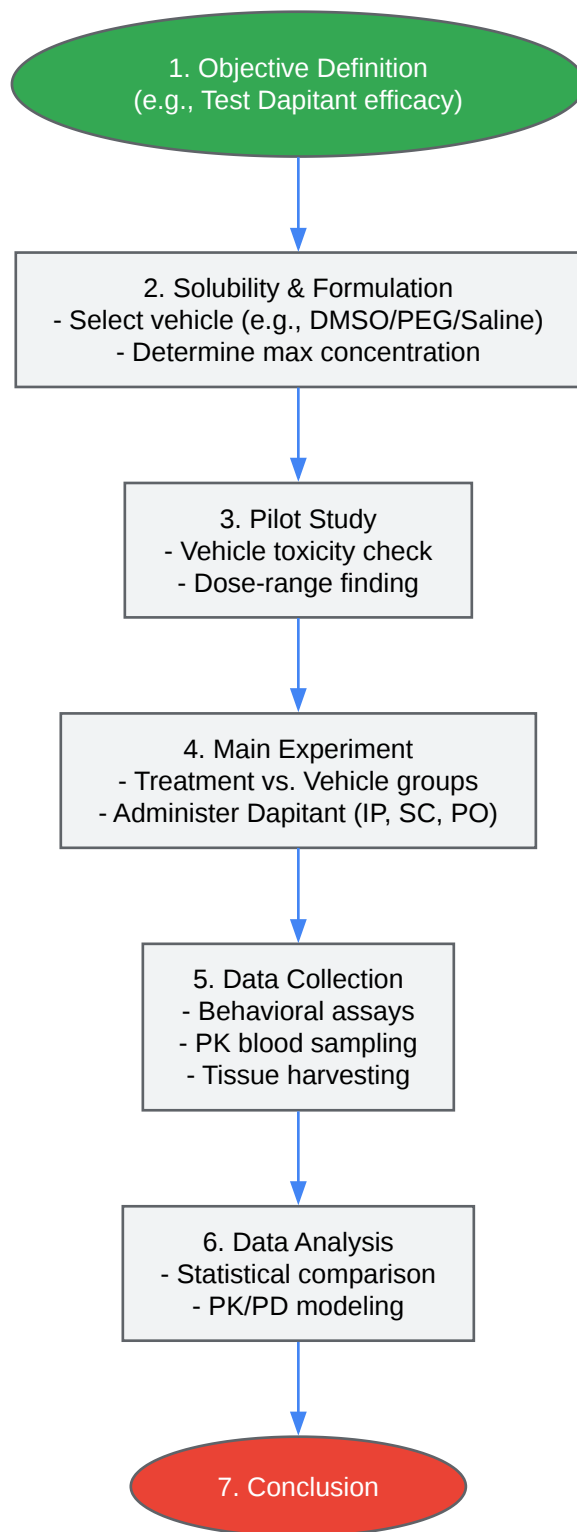 1. Objective Definition
(e.g., Test Dapitant efficacy)
2. Solubility & Formulation
- Select vehicle (e.g., DMSO/PEG/Saline)
- Determine max concentration
3. Pilot Study
- Vehicle toxicity check
- Dose-range finding
4. Main Experiment
- Treatment vs. Vehicle groups
- Administer Dapitant (IP, SC, PO)
5. Data Collection
- Behavioral assays
- PK blood sampling
- Tissue harvesting
6. Data Analysis
- Statistical comparison
- PK/PD modeling
7. Conclusion